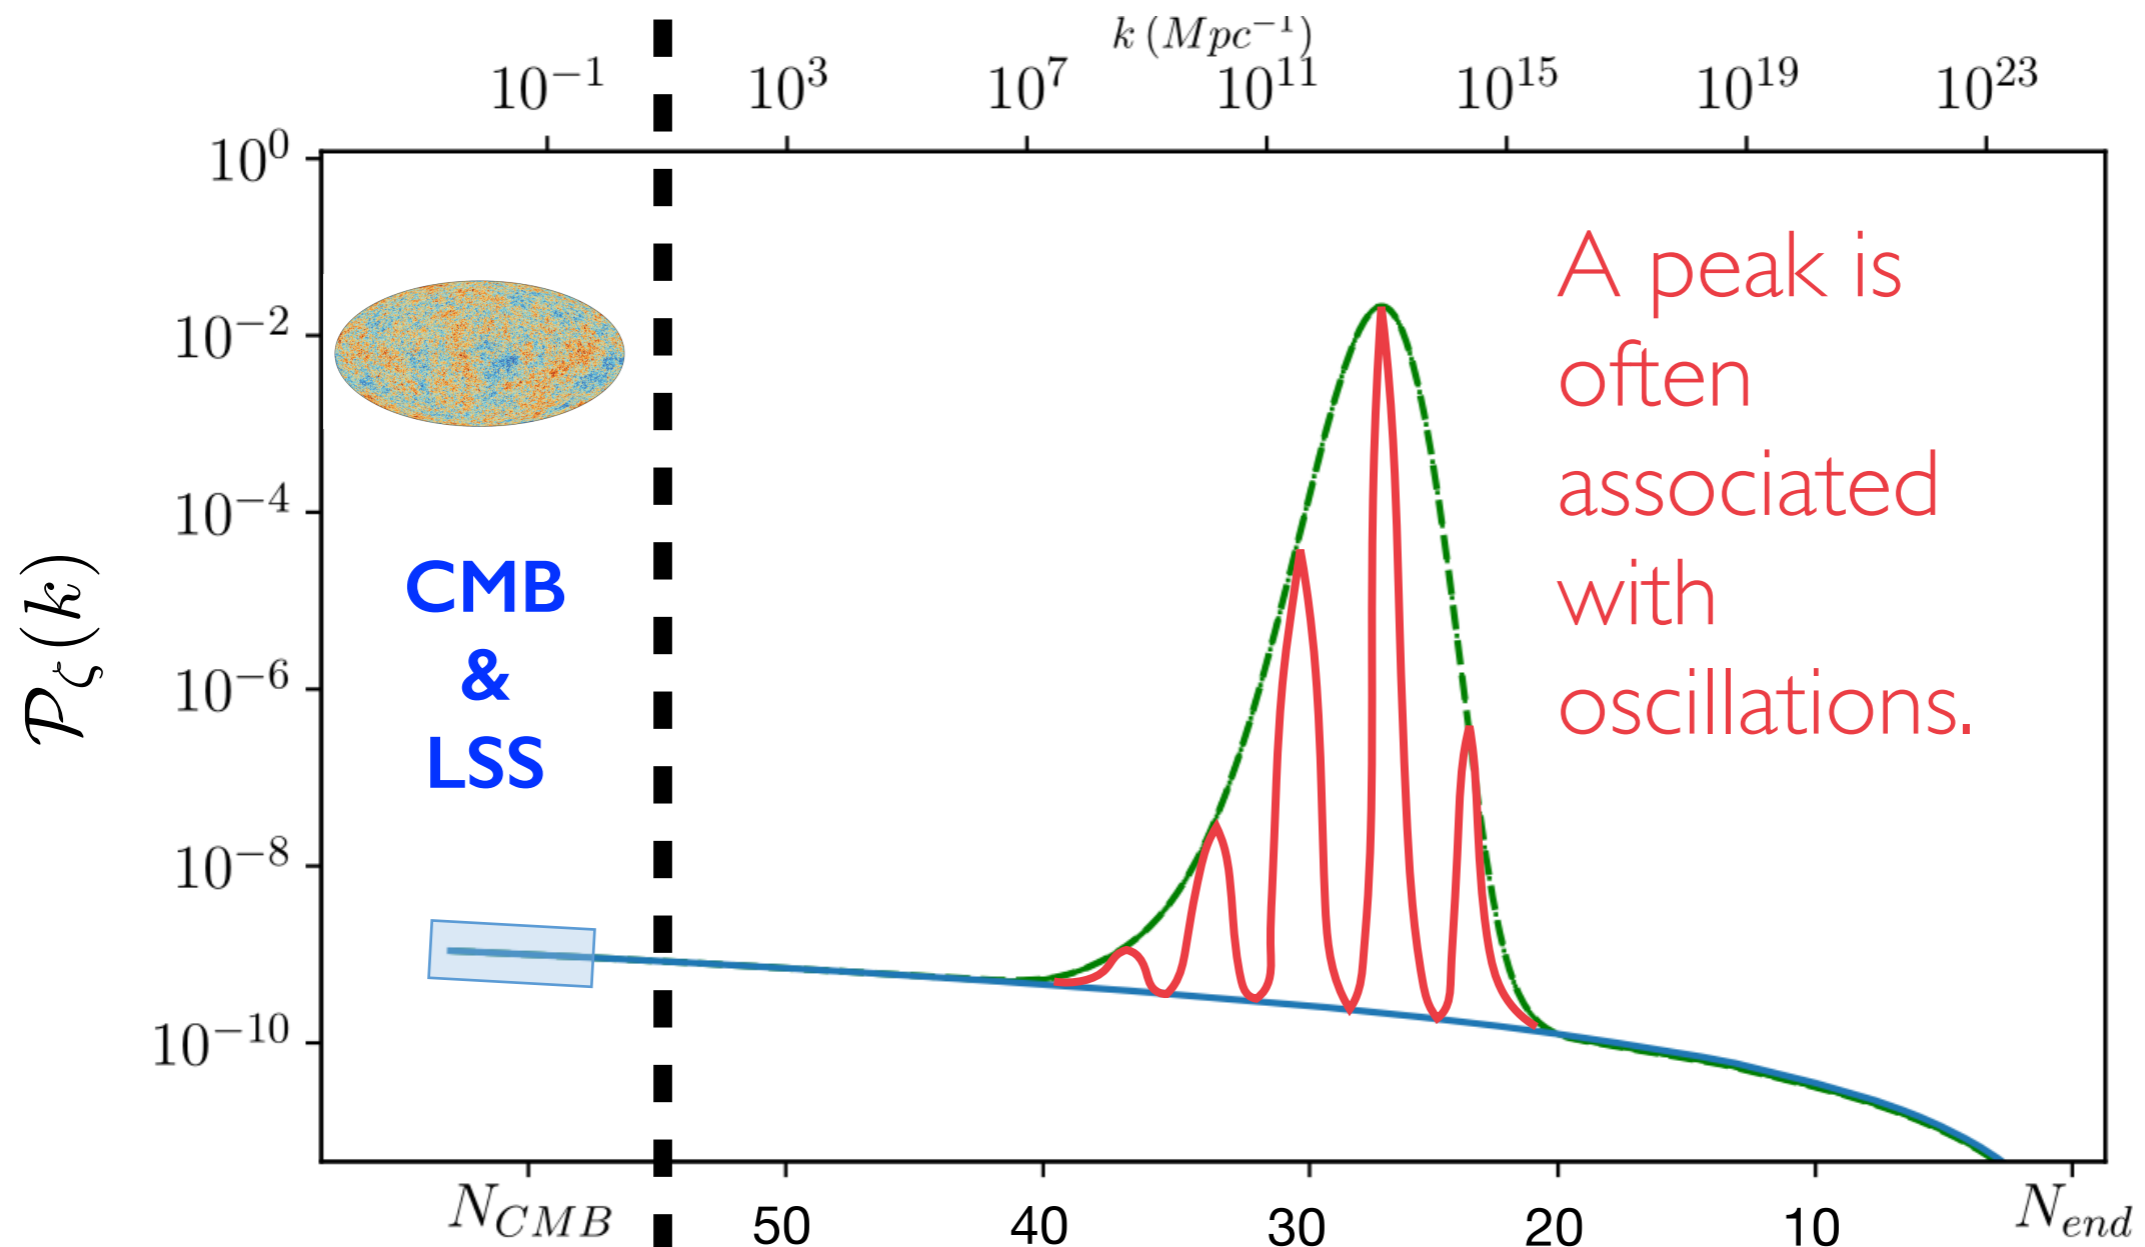 k (Mpc⁻¹)
10⁻¹ 10³ 10⁷ 10¹¹ 10¹⁵ 10¹⁹ 10²³
10⁰
10⁻²
10⁻⁴
10⁻⁶
10⁻⁸
10⁻¹⁰
𝒫_ζ(k)
CMB
&
LSS
A peak is
often
associated
with
oscillations.
N_CMB 50 40 30 20 10 N_end